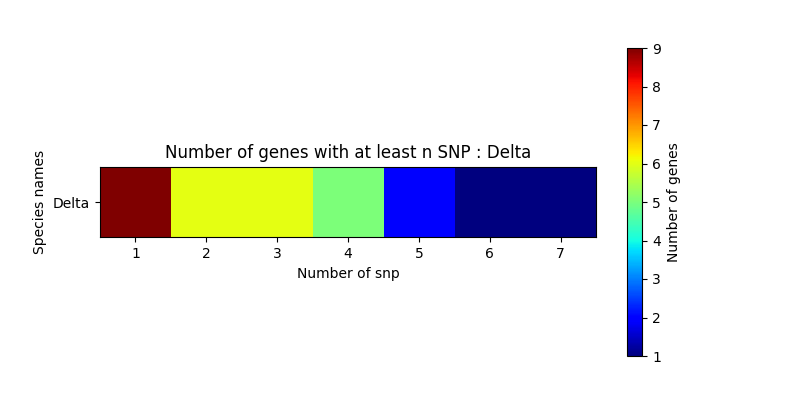 Number of genes with at least n SNP : Delta
Species names
Delta
1 2 3 4 5 6 7
Number of snp
9
8
7
6
5
4
3
2
1
Number of genes